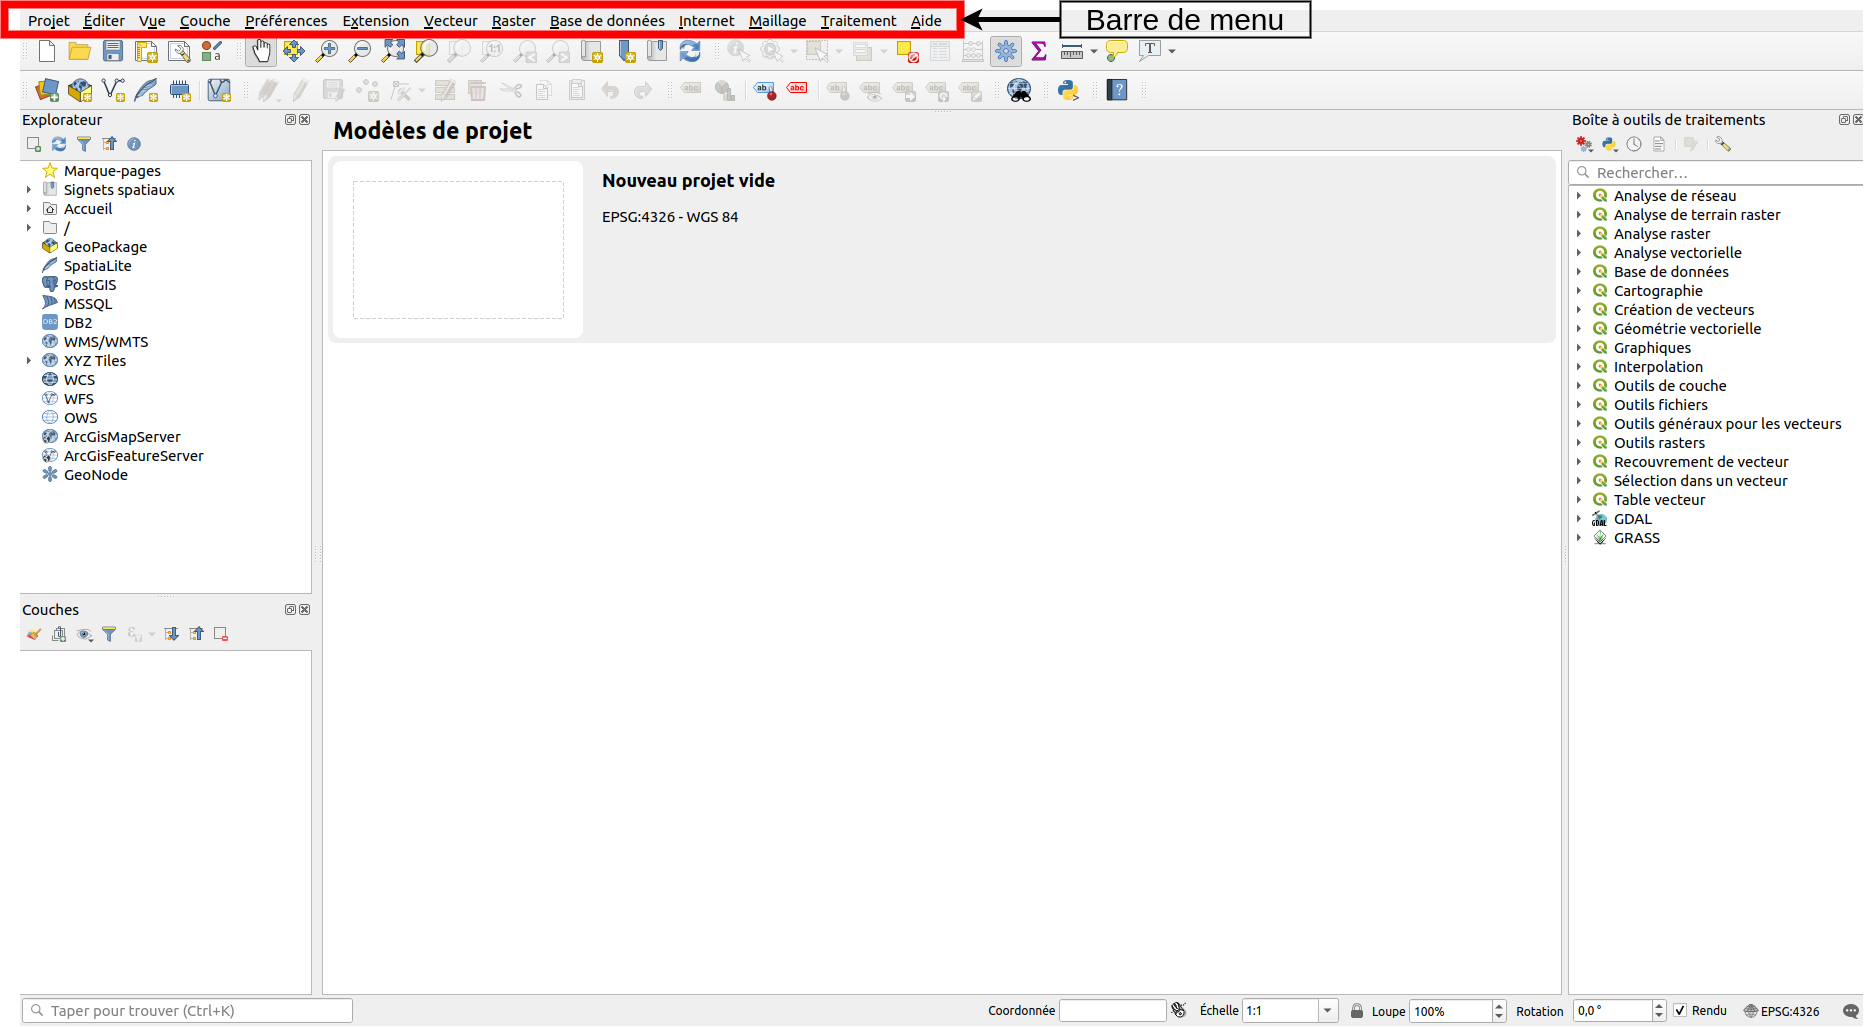 Projet Éditer Vue Couche Préférences Extension Vecteur Raster Base de données Internet Maillage Traitement Aide
Barre de menu
Explorateur
Marque-pages
Signets spatiaux
Accueil
/
GeoPackage
SpatiaLite
PostGIS
MSSQL
DB2
WMS/WMTS
XYZ Tiles
WCS
WFS
OWS
ArcGisMapServer
ArcGisFeatureServer
GeoNode
Couches
Modèles de projet
Nouveau projet vide
EPSG:4326 - WGS 84
Boîte à outils de traitements
Rechercher...
Analyse de réseau
Analyse de terrain raster
Analyse raster
Analyse vectorielle
Base de données
Cartographie
Création de vecteurs
Géométrie vectorielle
Graphiques
Interpolation
Outils de couche
Outils fichiers
Outils généraux pour les vecteurs
Outils rasters
Recouvrement de vecteur
Sélection dans un vecteur
Table vecteur
GDAL
GRASS
Taper pour trouver (Ctrl+K)
Coordonnée
Échelle 1:1
Loupe 100%
Rotation 0,0 °
Rendu
EPSG:4326